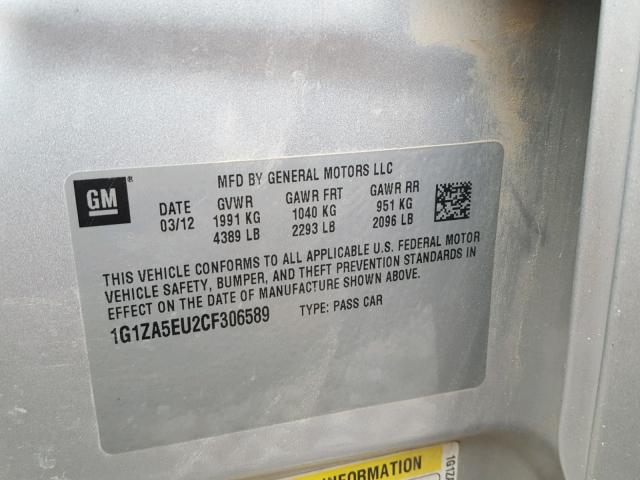 GM
MFD BY GENERAL MOTORS LLC
DATE GVWR GAWR FRT GAWR RR
03/12 1991 KG 1040 KG 951 KG
4389 LB 2293 LB 2096 LB
THIS VEHICLE CONFORMS TO ALL APPLICABLE U.S. FEDERAL MOTOR
VEHICLE SAFETY, BUMPER, AND THEFT PREVENTION STANDARDS IN
EFFECT ON THE DATE OF MANUFACTURE SHOWN ABOVE.
1G1ZA5EU2CF306589 TYPE: PASS CAR
INFORMATION